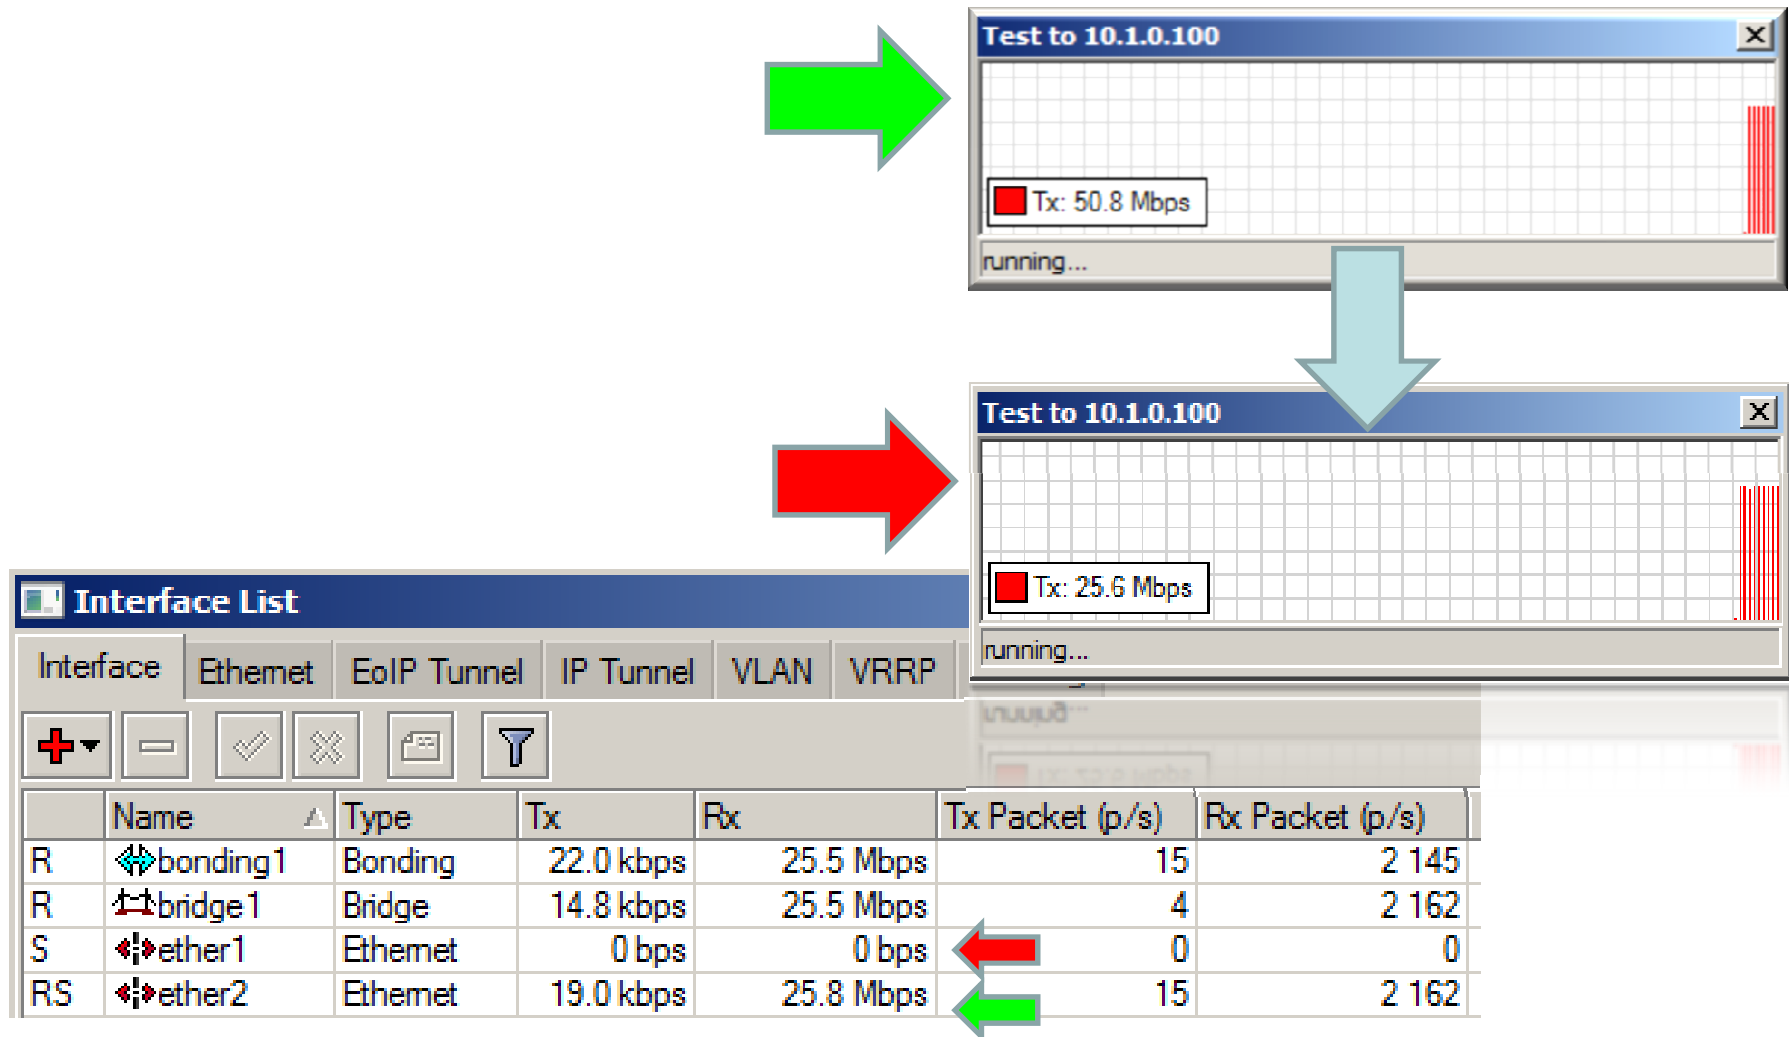 Test to 10.1.0.100
Tx: 50.8 Mbps
running...
Test to 10.1.0.100
Tx: 25.6 Mbps
running...
Interface List
Interface Ethernet EoIP Tunnel IP Tunnel VLAN VRRP
Name Type Tx Rx Tx Packet (p/s) Rx Packet (p/s)
R bonding1 Bonding 22.0 kbps 25.5 Mbps 15 2 145
R bridge1 Bridge 14.8 kbps 25.5 Mbps 4 2 162
S ether1 Ethernet 0 bps 0 bps 0 0
RS ether2 Ethernet 19.0 kbps 25.8 Mbps 15 2 162